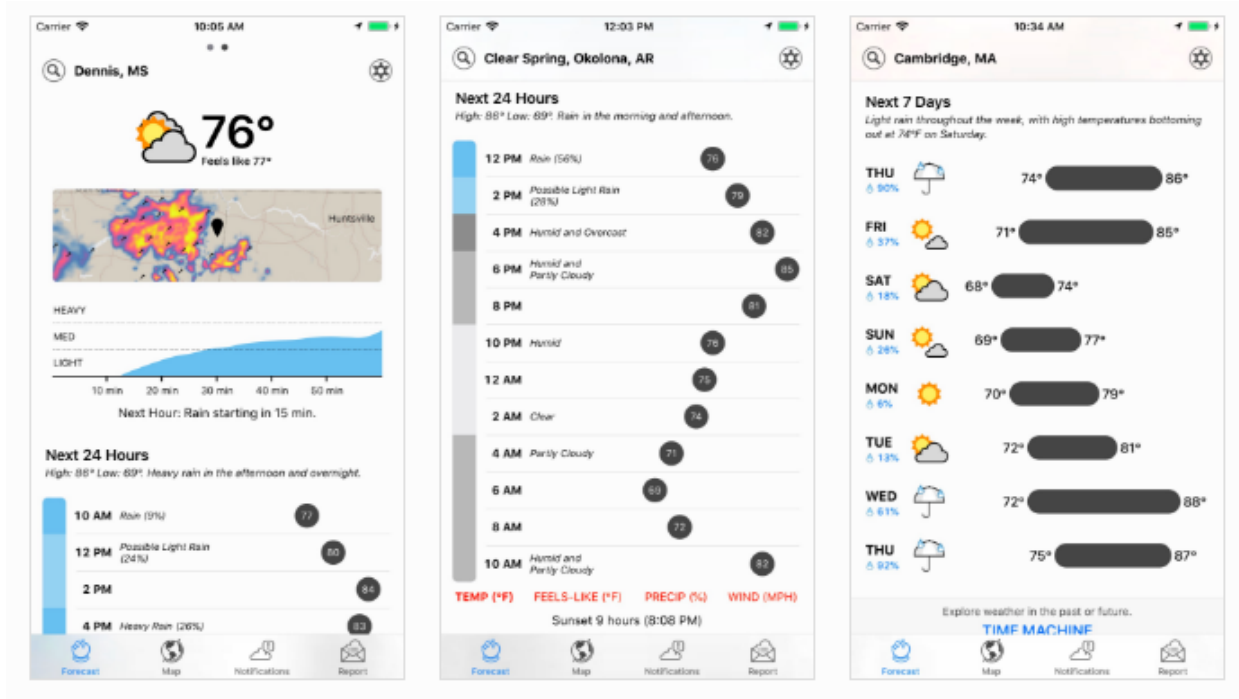 Carrier 10:05 AM
Dennis, MS
76°
Feels like 77°
Huntsville
HEAVY
MED
LIGHT
10 min 20 min 30 min 40 min 50 min
Next Hour: Rain starting in 15 min.
Next 24 Hours
High: 86° Low: 69°. Heavy rain in the afternoon and overnight.
10 AM Rain (9%) 77
12 PM Possible Light Rain 80
(24%)
2 PM 84
4 PM Heavy Rain (26%) 83
Forecast Map Notifications Report
Carrier 12:03 PM
Clear Spring, Okolona, AR
Next 24 Hours
High: 86° Low: 69°. Rain in the morning and afternoon.
12 PM Rain (56%) 76
2 PM Possible Light Rain 79
(28%)
4 PM Humid and Overcast 82
6 PM Humid and 85
Partly Cloudy
8 PM 81
10 PM Humid 76
12 AM 75
2 AM Clear 74
4 AM Partly Cloudy 71
6 AM 69
8 AM 72
10 AM Humid and 82
Partly Cloudy
TEMP (°F) FEELS-LIKE (°F) PRECIP (%) WIND (MPH)
Sunset 9 hours (8:08 PM)
Forecast Map Notifications Report
Carrier 10:34 AM
Cambridge, MA
Next 7 Days
Light rain throughout the week, with high temperatures bottoming
out at 74°F on Saturday.
THU 74° 86°
90%
FRI 71° 85°
37%
SAT 68° 74°
18%
SUN 69° 77°
26%
MON 70° 79°
6%
TUE 72° 81°
13%
WED 72° 88°
61%
THU 75° 87°
92%
Explore weather in the past or future.
TIME MACHINE
Forecast Map Notifications Report